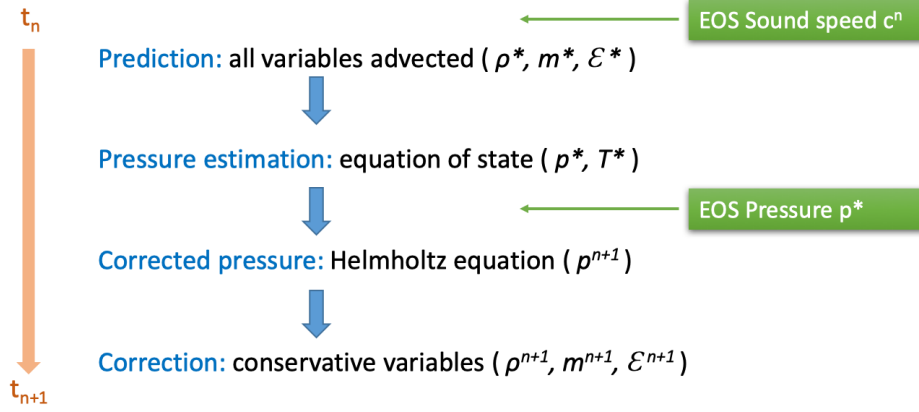 tₙ
EOS Sound speed cⁿ
Prediction: all variables advected ( ρ*, m*, ℰ* )
Pressure estimation: equation of state ( p*, T* )
EOS Pressure p*
Corrected pressure: Helmholtz equation ( pⁿ⁺¹)
Correction: conservative variables ( ρⁿ⁺¹, mⁿ⁺¹, ℰⁿ⁺¹ )
tₙ₊₁